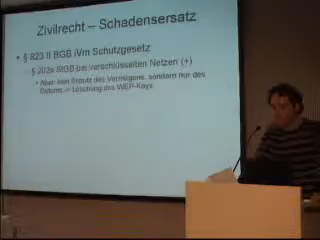 Zivilrecht – Schadensersatz
• § 823 II BGB iVm Schutzgesetz
– § 202a StGB bei verschlüsselten Netzen (+)
• Aber: kein Schutz des Vermögens, sondern nur des
Datums -> Löschung des WEP-Keys